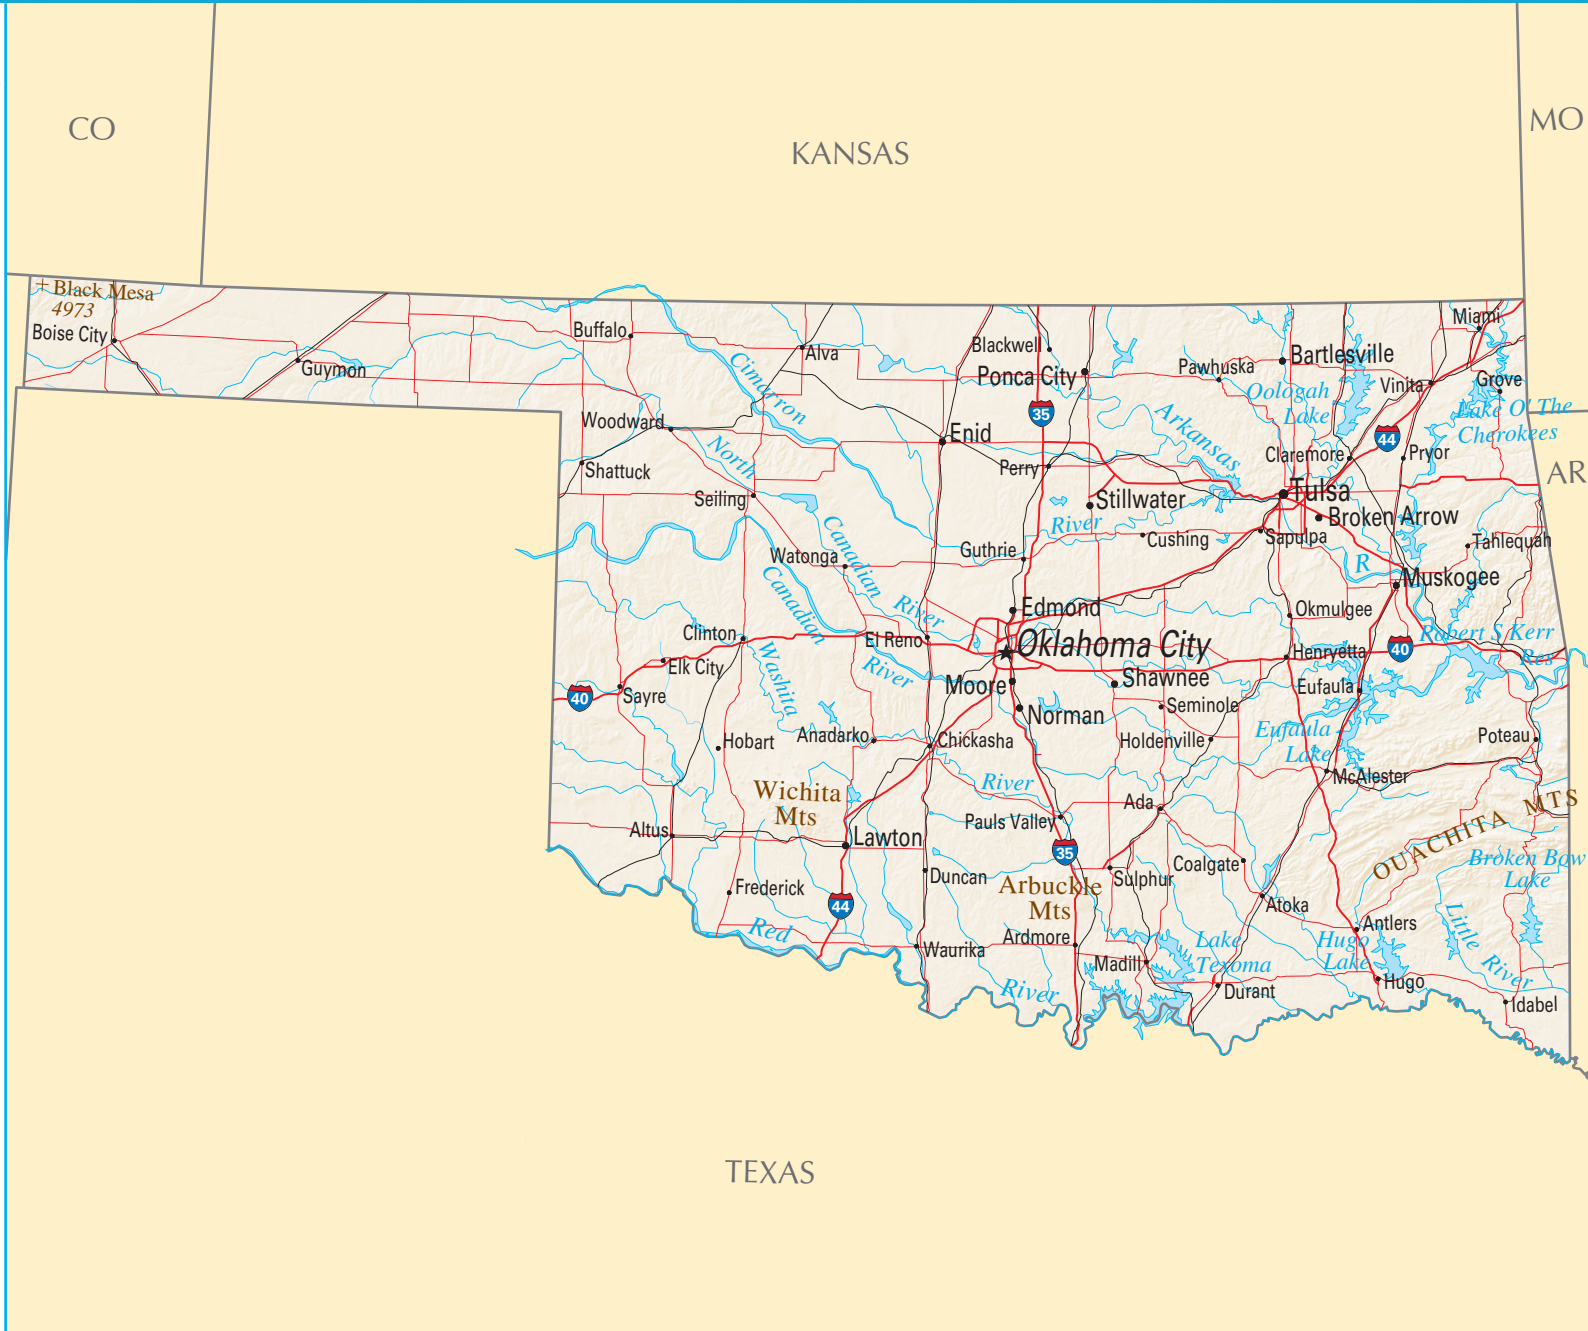 CO
KANSAS
MO
Black Mesa
4973
Boise City
Guymon
Buffalo
Alva
Blackwell
Ponca City
Pawhuska
Bartlesville
Miami
Vinita
Grove
Oologah
Lake
Lake O' The
Cherokees
Cimarron
35
Arkansas
Woodward
North
Enid
44
Claremore
Pryor
AR
Shattuck
Perry
Seiling
Stillwater
Tulsa
Broken Arrow
River
Cushing
Sapulpa
Tahlequah
Canadian
Watonga
Guthrie
R
Muskogee
Canadian
River
Edmond
Okmulgee
Clinton
El Reno
Oklahoma City
Henryetta
40
Robert S Kerr
Res
Elk City
Washita
River
Moore
Shawnee
Eufaula
40
Sayre
Norman
Seminole
Hobart
Anadarko
Chickasha
Holdenville
Eufaula
Lake
Poteau
McAlester
River
Wichita
Mts
Ada
Pauls Valley
OUACHITA MTS
Altus
Lawton
35
Coalgate
Broken Bow
Lake
Frederick
Duncan
Arbuckle
Mts
Sulphur
44
Atoka
Antlers
Red
Waurika
Ardmore
Lake
Texoma
Hugo
Lake
Little
River
Madill
River
Durant
Hugo
Idabel
TEXAS